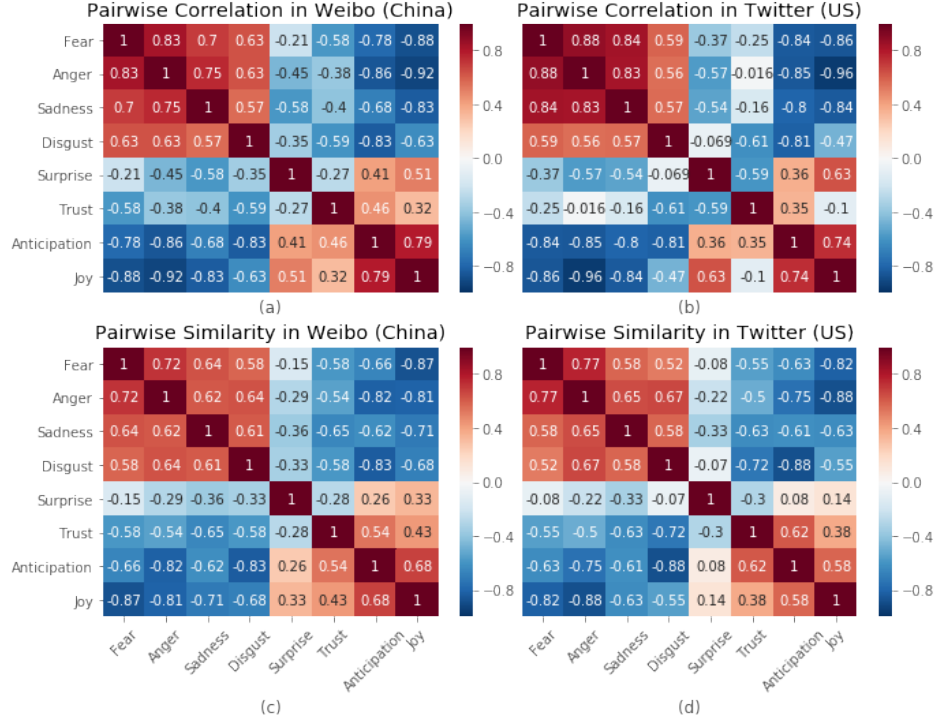 Pairwise Correlation in Weibo (China)
Fear 1 0.83 0.7 0.63 -0.21 -0.58 -0.78 -0.88
Anger 0.83 1 0.75 0.63 -0.45 -0.38 -0.86 -0.92
Sadness 0.7 0.75 1 0.57 -0.58 -0.4 -0.68 -0.83
Disgust 0.63 0.63 0.57 1 -0.35 -0.59 -0.83 -0.63
Surprise -0.21 -0.45 -0.58 -0.35 1 -0.27 0.41 0.51
Trust -0.58 -0.38 -0.4 -0.59 -0.27 1 0.46 0.32
Anticipation -0.78 -0.86 -0.68 -0.83 0.41 0.46 1 0.79
Joy -0.88 -0.92 -0.83 -0.63 0.51 0.32 0.79 1
0.8
0.4
0.0
−0.4
−0.8
(a)
Pairwise Correlation in Twitter (US)
1 0.88 0.84 0.59 -0.37 -0.25 -0.84 -0.86
0.88 1 0.83 0.56 -0.57 -0.016 -0.85 -0.96
0.84 0.83 1 0.57 -0.54 -0.16 -0.8 -0.84
0.59 0.56 0.57 1 -0.069 -0.61 -0.81 -0.47
-0.37 -0.57 -0.54 -0.069 1 -0.59 0.36 0.63
-0.25 -0.016 -0.16 -0.61 -0.59 1 0.35 -0.1
-0.84 -0.85 -0.8 -0.81 0.36 0.35 1 0.74
-0.86 -0.96 -0.84 -0.47 0.63 -0.1 0.74 1
0.8
0.4
0.0
−0.4
−0.8
(b)
Pairwise Similarity in Weibo (China)
Fear 1 0.72 0.64 0.58 -0.15 -0.58 -0.66 -0.87
Anger 0.72 1 0.62 0.64 -0.29 -0.54 -0.82 -0.81
Sadness 0.64 0.62 1 0.61 -0.36 -0.65 -0.62 -0.71
Disgust 0.58 0.64 0.61 1 -0.33 -0.58 -0.83 -0.68
Surprise -0.15 -0.29 -0.36 -0.33 1 -0.28 0.26 0.33
Trust -0.58 -0.54 -0.65 -0.58 -0.28 1 0.54 0.43
Anticipation -0.66 -0.82 -0.62 -0.83 0.26 0.54 1 0.68
Joy -0.87 -0.81 -0.71 -0.68 0.33 0.43 0.68 1
Fear Anger Sadness Disgust Surprise Trust Anticipation Joy
0.8
0.4
0.0
−0.4
−0.8
(c)
Pairwise Similarity in Twitter (US)
1 0.77 0.58 0.52 -0.08 -0.55 -0.63 -0.82
0.77 1 0.65 0.67 -0.22 -0.5 -0.75 -0.88
0.58 0.65 1 0.58 -0.33 -0.63 -0.61 -0.63
0.52 0.67 0.58 1 -0.07 -0.72 -0.88 -0.55
-0.08 -0.22 -0.33 -0.07 1 -0.3 0.08 0.14
-0.55 -0.5 -0.63 -0.72 -0.3 1 0.62 0.38
-0.63 -0.75 -0.61 -0.88 0.08 0.62 1 0.58
-0.82 -0.88 -0.63 -0.55 0.14 0.38 0.58 1
Fear Anger Sadness Disgust Surprise Trust Anticipation Joy
0.8
0.4
0.0
−0.4
−0.8
(d)